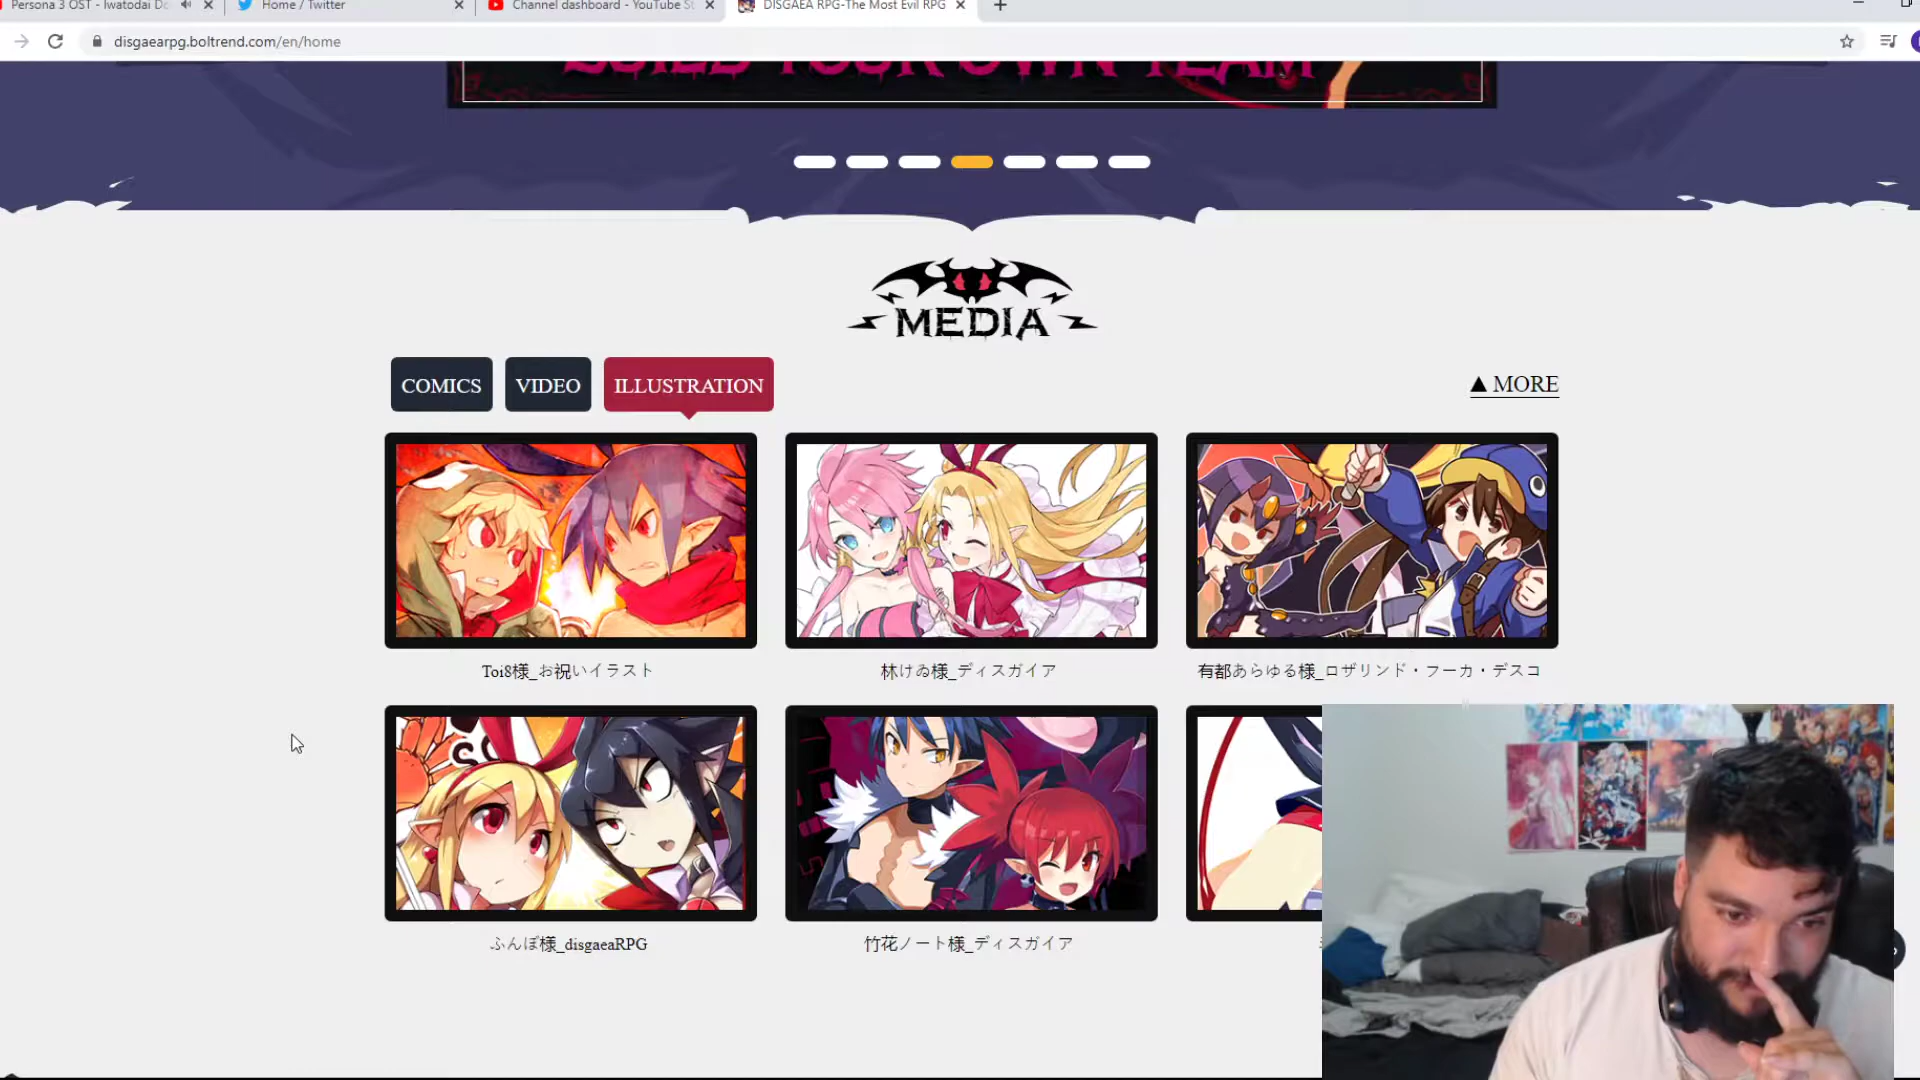 Persona 3 OST - Iwatodai Do
Home / Twitter
Channel dashboard - YouTube St
DISGAEA RPG-The Most Evil RPG
disgaearpg.boltrend.com/en/home
BUILD YOUR OWN TEAM
MEDIA
COMICS
VIDEO
ILLUSTRATION
▲ MORE
Toi8様_お祝いイラスト
林けゐ様_ディスガイア
有都あらゆる様_ロザリンド・フーカ・デスコ
ふんぼ様_disgaeaRPG
竹花ノート様_ディスガイア